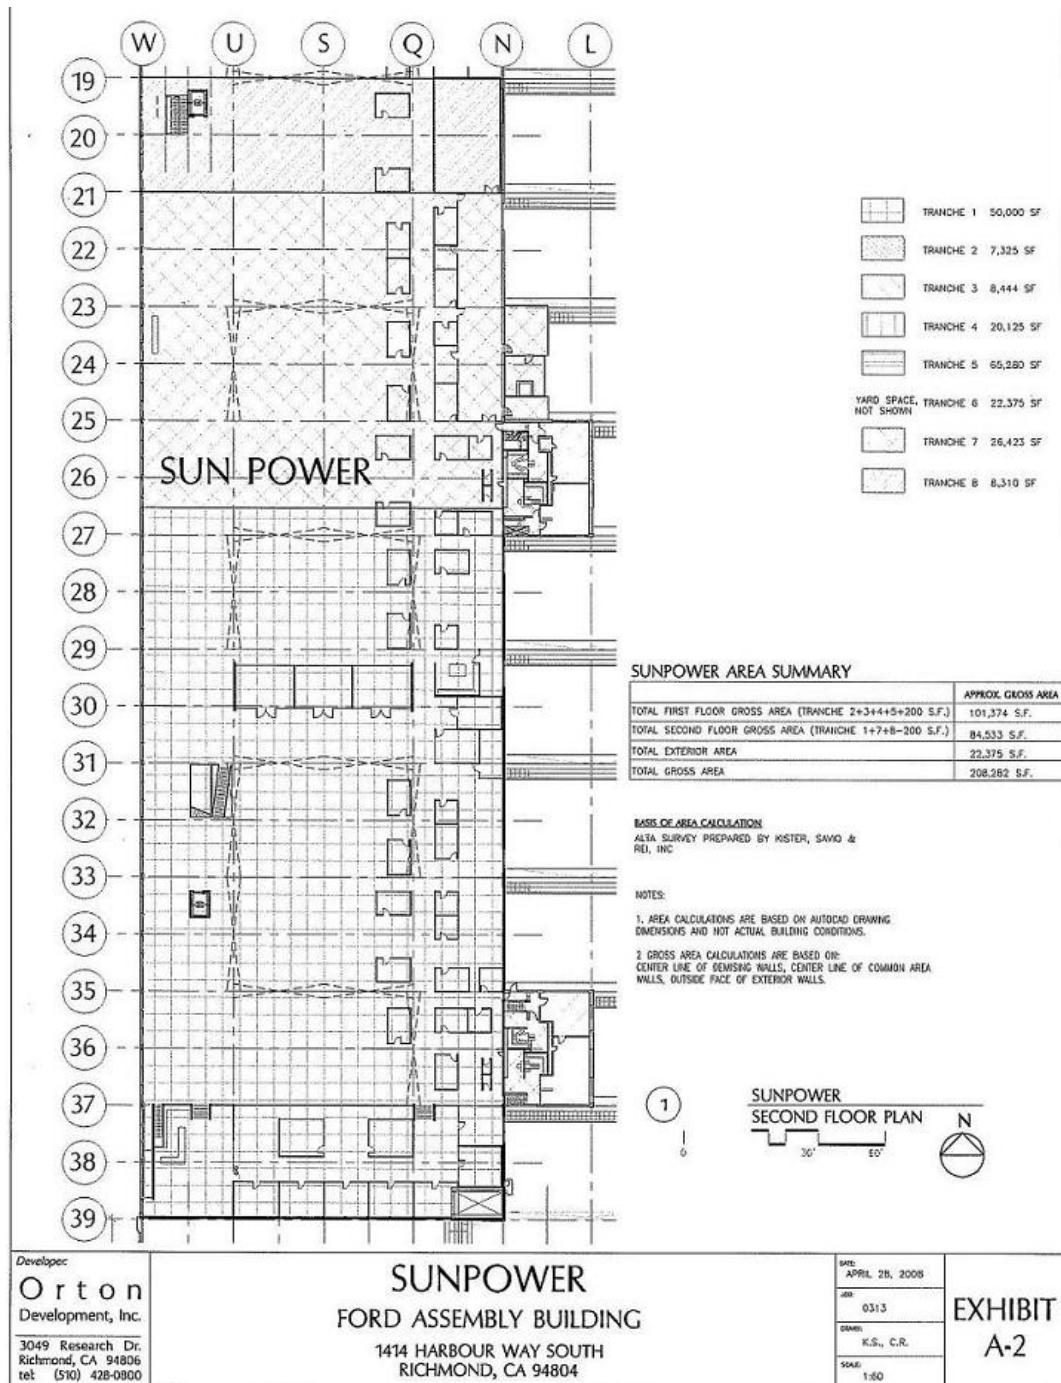 W U S Q N L
19
20
21
22
23
24
25
26
27
28
29
30
31
32
33
34
35
36
37
38
39
SUN POWER
TRANCHE 1 50,000 SF
TRANCHE 2 7,325 SF
TRANCHE 3 8,444 SF
TRANCHE 4 20,125 SF
TRANCHE 5 65,280 SF
YARD SPACE, NOT SHOWN TRANCHE 6 22,375 SF
TRANCHE 7 26,423 SF
TRANCHE 8 8,310 SF
SUNPOWER AREA SUMMARY
APPROX. GROSS AREA
TOTAL FIRST FLOOR GROSS AREA (TRANCHE 2+3+4+5+200 S.F.) 101,374 S.F.
TOTAL SECOND FLOOR GROSS AREA (TRANCHE 1+7+8-200 S.F.) 84,533 S.F.
TOTAL EXTERIOR AREA 22,375 S.F.
TOTAL GROSS AREA 208,282 S.F.
BASIS OF AREA CALCULATION
ALTA SURVEY PREPARED BY KISTER, SAVIO &
REI, INC
NOTES:
1. AREA CALCULATIONS ARE BASED ON AUTOCAD DRAWING
DIMENSIONS AND NOT ACTUAL BUILDING CONDITIONS.
2 GROSS AREA CALCULATIONS ARE BASED ON:
CENTER LINE OF DEMISING WALLS, CENTER LINE OF COMMON AREA
WALLS, OUTSIDE FACE OF EXTERIOR WALLS.
1
SUNPOWER
SECOND FLOOR PLAN
N
0 30' 60'
Developer:
Orton
Development, Inc.
3049 Research Dr.
Richmond, CA 94806
tel: (510) 428-0800
SUNPOWER
FORD ASSEMBLY BUILDING
1414 HARBOUR WAY SOUTH
RICHMOND, CA 94804
DATE:
APRIL 28, 2008
JOB:
0313
DRAWN:
K.S., C.R.
SCALE:
1:60
EXHIBIT
A-2